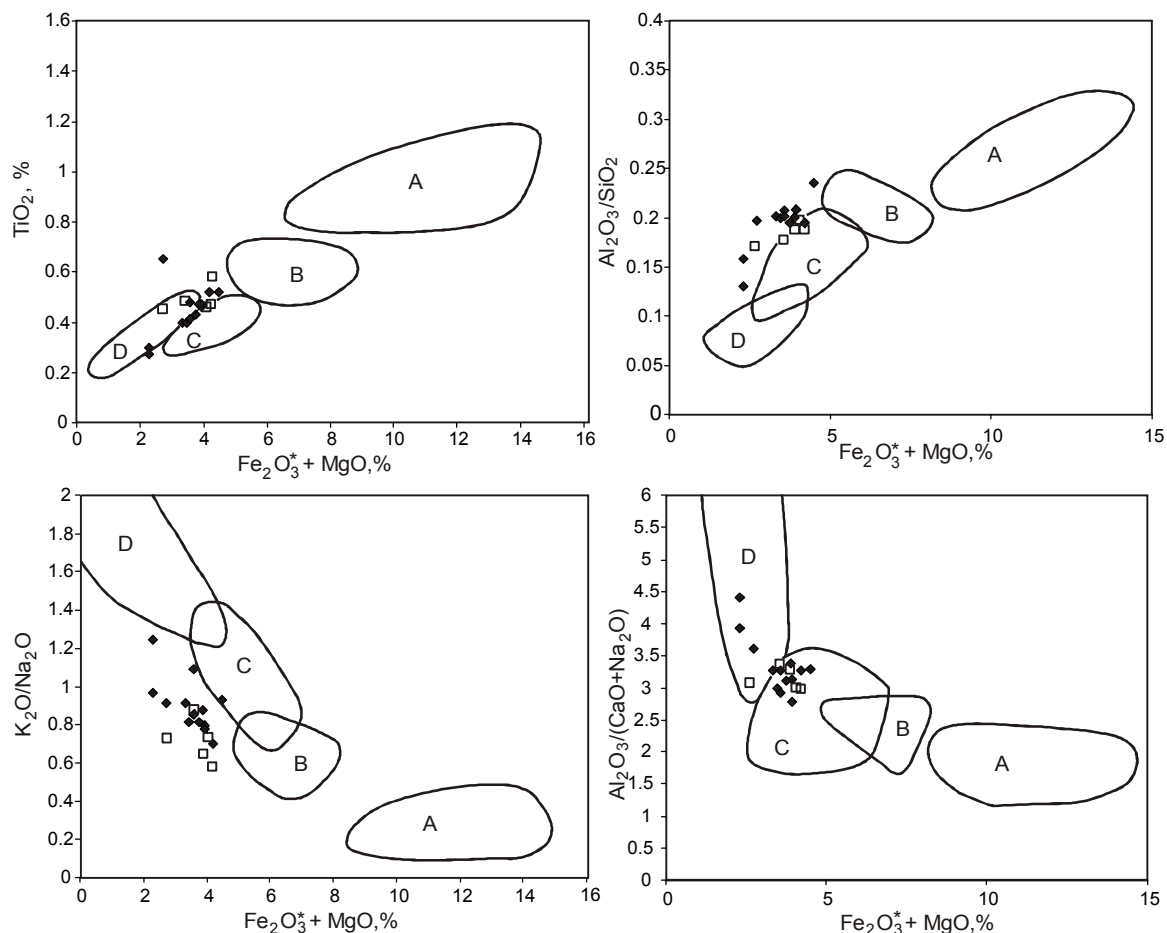 1.6
1.4
1.2
1
0.8
0.6
0.4
0.2
0
TiO2, %
A
B
C
D
0 2 4 6 8 10 12 14 16
Fe2O3* + MgO,%
0.4
0.35
0.3
0.25
0.2
0.15
0.1
0.05
0
Al2O3/SiO2
A
B
C
D
0 5 10 15
Fe2O3* + MgO,%
2
1.8
1.6
1.4
1.2
1
0.8
0.6
0.4
0.2
0
K2O/Na2O
D
C
B
A
0 2 4 6 8 10 12 14 16
Fe2O3* + MgO,%
6
5.5
5
4.5
4
3.5
3
2.5
2
1.5
1
0.5
0
Al2O3/(CaO+Na2O)
D
C
B
A
0 5 10 15
Fe2O3* + MgO,%